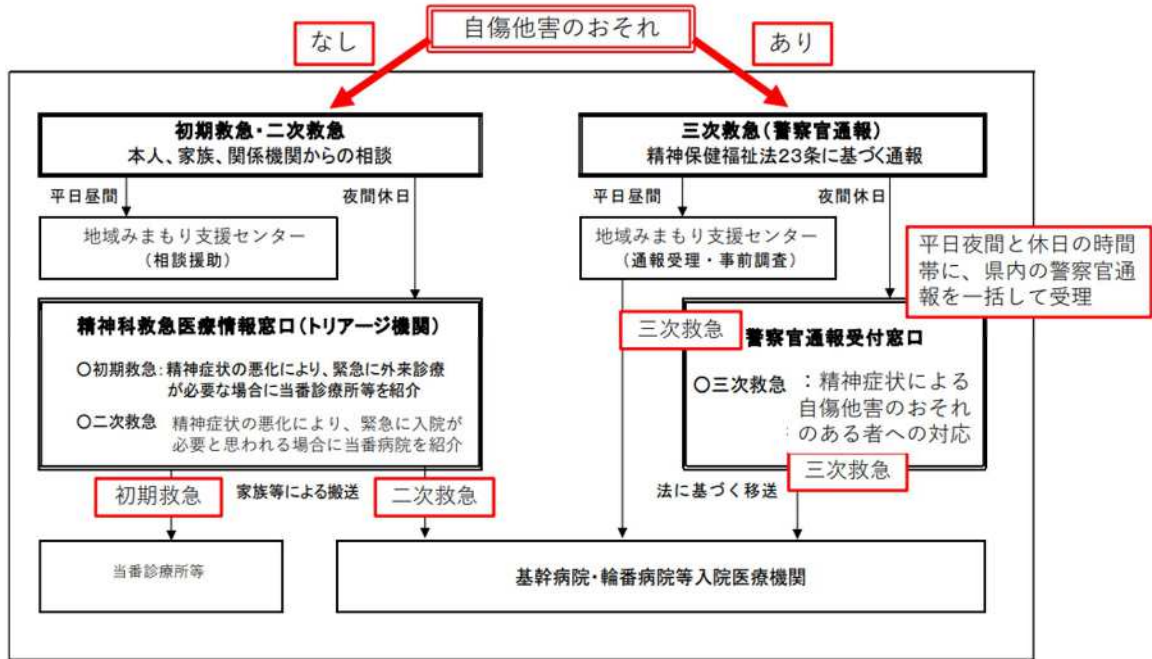 自傷他害のおそれ
なし
あり
初期救急・二次救急
本人、家族、関係機関からの相談
三次救急(警察官通報)
精神保健福祉法23条に基づく通報
平日昼間
夜間休日
平日昼間
夜間休日
地域みまもり支援センター
(相談援助)
地域みまもり支援センター
(通報受理・事前調査)
平日夜間と休日の時間
帯に、県内の警察官通
報を一括して受理
精神科救急医療情報窓口(トリアージ機関)
〇初期救急:精神症状の悪化により、緊急に外来診療
が必要な場合に当番診療所等を紹介
〇二次救急 精神症状の悪化により、緊急に入院が
必要と思われる場合に当番病院を紹介
三次救急
警察官通報受付窓口
〇三次救急 :精神症状による
自傷他害のおそれ
のある者への対応
初期救急
家族等による搬送
二次救急
法に基づく移送
三次救急
当番診療所等
基幹病院・輪番病院等入院医療機関